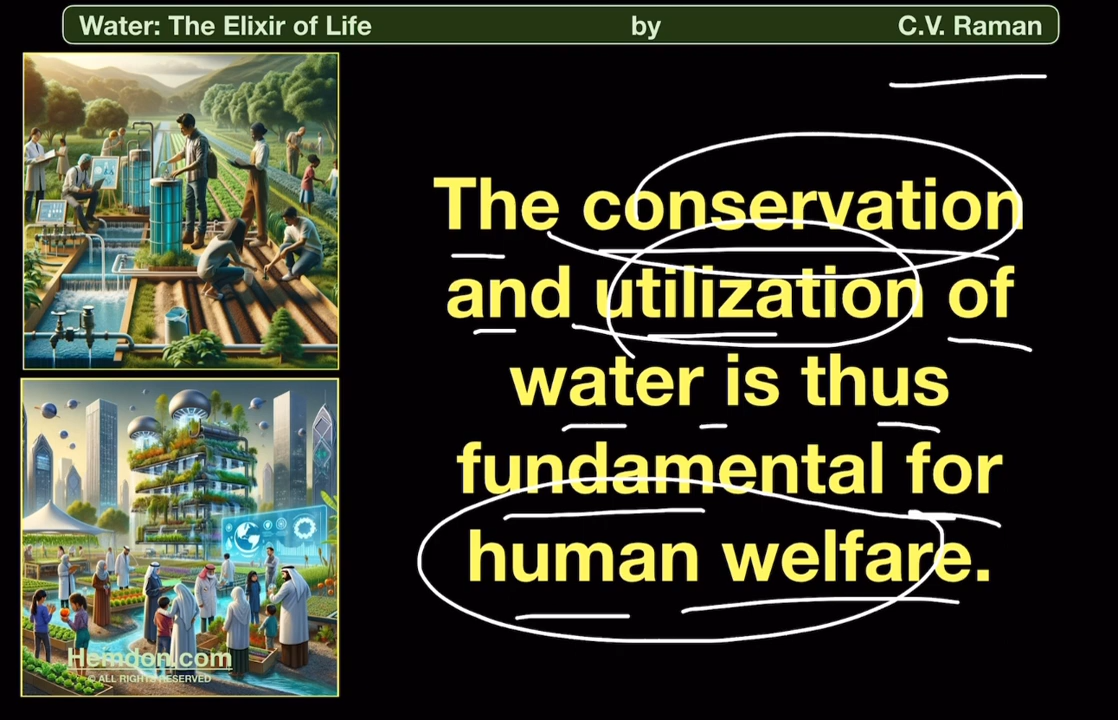 Water: The Elixir of Life by C.V. Raman
The conservation
and utilization of
water is thus
fundamental for
human welfare.
Hemdon.com
© ALL RIGHTS RESERVED